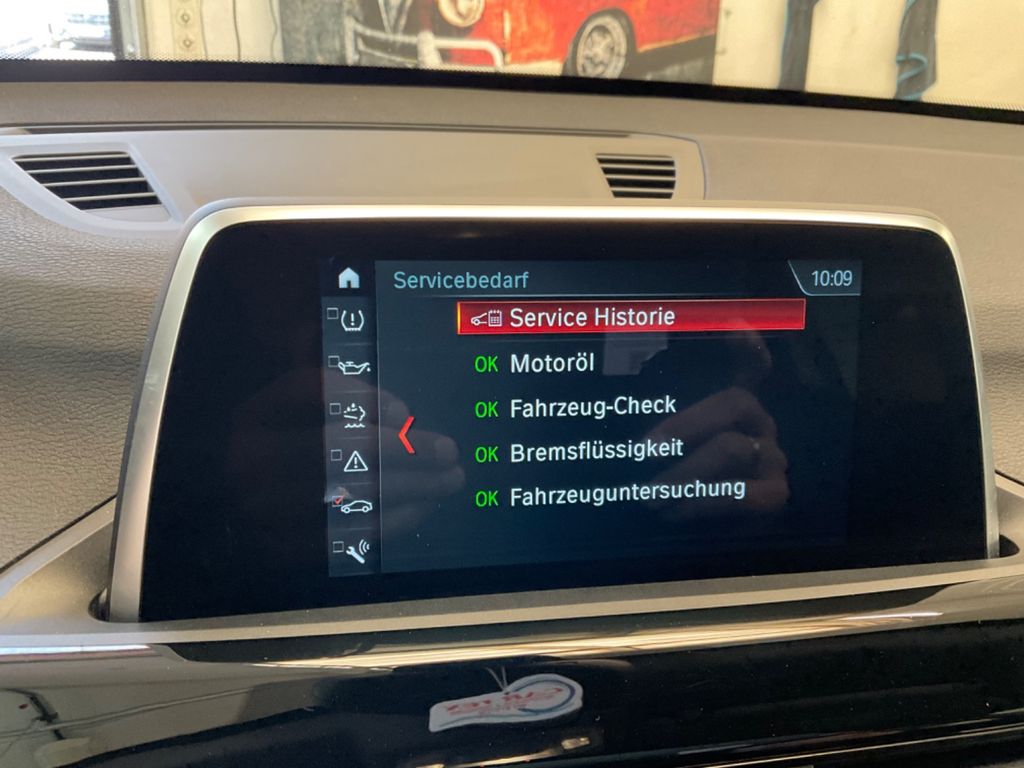 Servicebedarf
10:09
Service Historie
OK Motoröl
OK Fahrzeug-Check
OK Bremsflüssigkeit
OK Fahrzeuguntersuchung